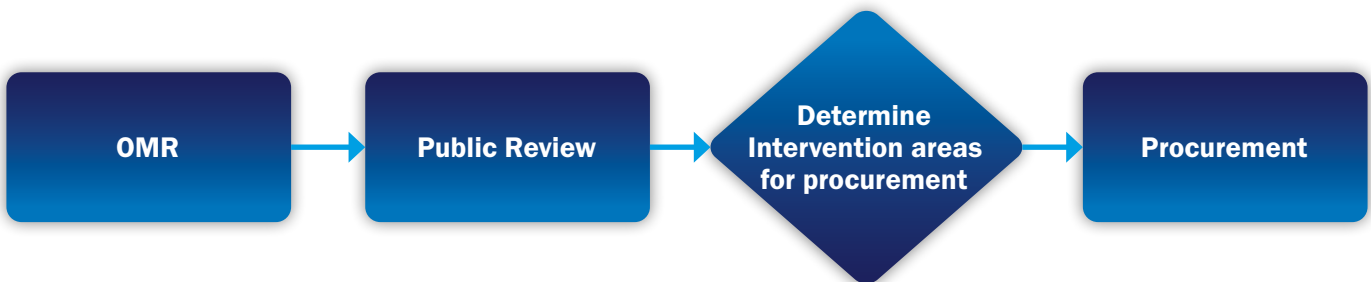 OMR
Public Review
Determine
Intervention areas
for procurement
Procurement